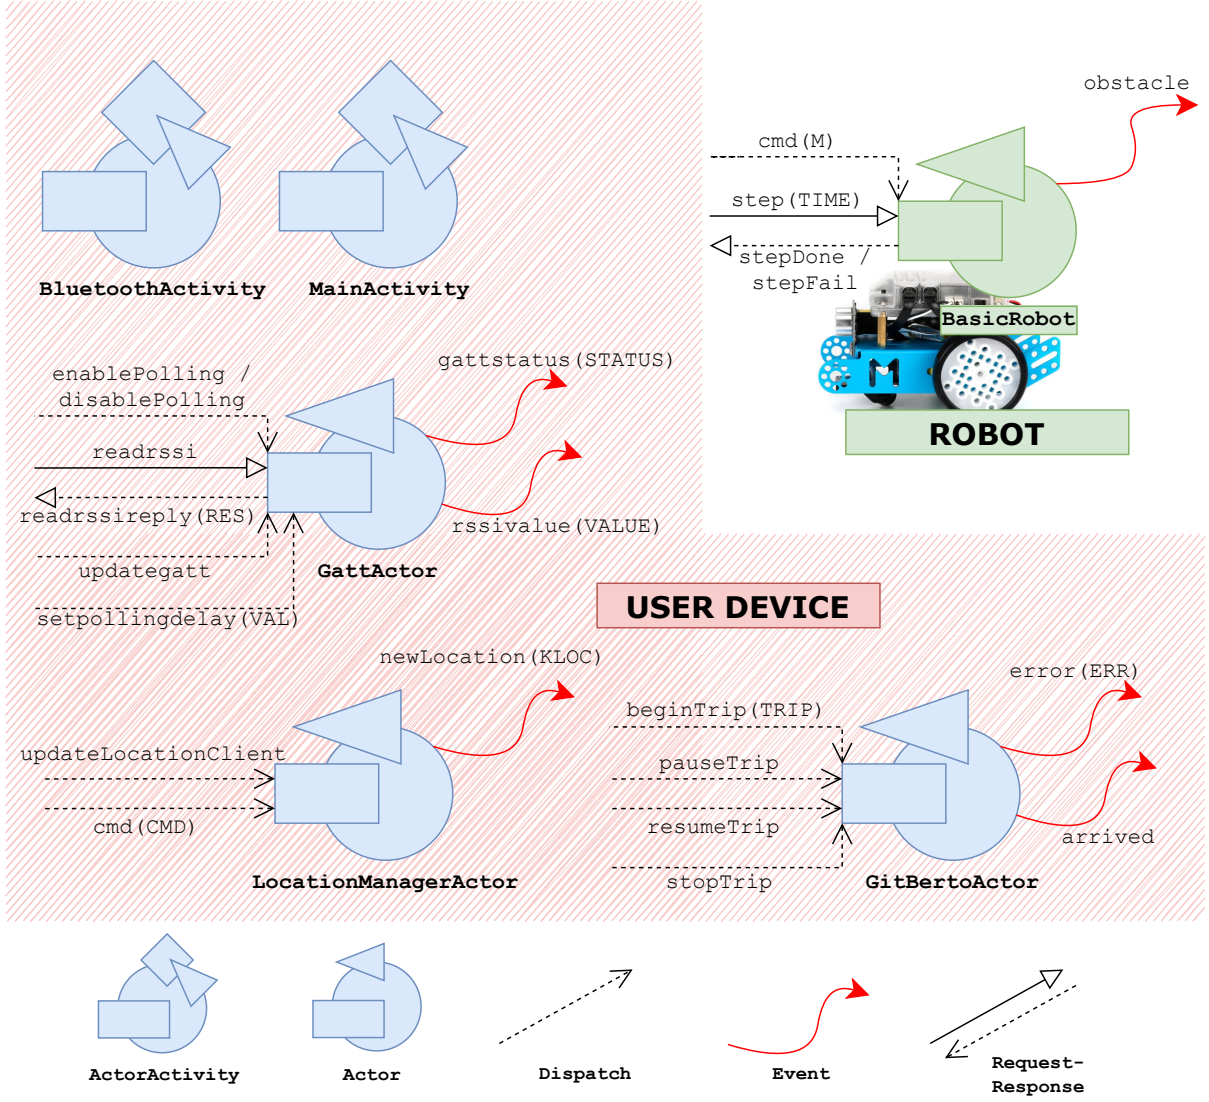 obstacle
cmd(M)
step(TIME)
stepDone /
stepFail
BluetoothActivity
MainActivity
BasicRobot
M
ROBOT
gattstatus(STATUS)
enablePolling /
disablePolling
readrssi
readrssireply(RES)
rssivalue(VALUE)
updategatt
GattActor
setpollingdelay(VAL)
USER DEVICE
newLocation(KLOC)
error(ERR)
beginTrip(TRIP)
updateLocationClient
pauseTrip
cmd(CMD)
resumeTrip
arrived
LocationManagerActor
stopTrip
GitBertoActor
ActorActivity
Actor
Dispatch
Event
Request-
Response